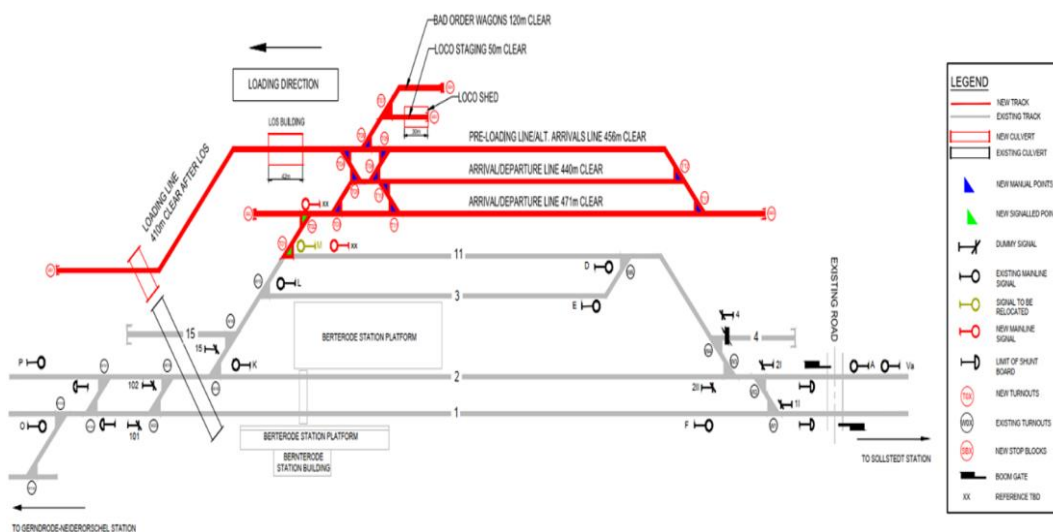 BAD ORDER WAGONS 120m CLEAR
LOCO STAGING 50m CLEAR
LOADING DIRECTION
LOCO SHED
LOS BUILDING
PRE-LOADING LINE/ALT. ARRIVALS LINE 456m CLEAR
ARRIVAL/DEPARTURE LINE 440m CLEAR
ARRIVAL/DEPARTURE LINE 471m CLEAR
LOADING LINE
410m CLEAR AFTER LOS
42m
xx
M
xx
11
D
L
3
E
BERTERODE STATION PLATFORM
EXISTING ROAD
15
15
4
4
P
K
2
2I
A
Va
102
2II
1I
O
101
1
F
BERTERODE STATION PLATFORM
BERNTERODE
STATION BUILDING
TO SOLLSTEDT STATION
TO GERNDRODE-NEIDERORSCHEL STATION
LEGEND
NEW TRACK
EXISTING TRACK
NEW CULVERT
EXISTING CULVERT
NEW MANUAL POINTS
NEW SIGNALLED POINT
DUMMY SIGNAL
EXISTING MAINLINE
SIGNAL
SIGNAL TO BE
RELOCATED
NEW MAINLINE
SIGNAL
LIMIT OF SHUNT
BOARD
NEW TURNOUTS
EXISTING TURNOUTS
NEW STOP BLOCKS
BOOM GATE
XX
REFERENCE TBD